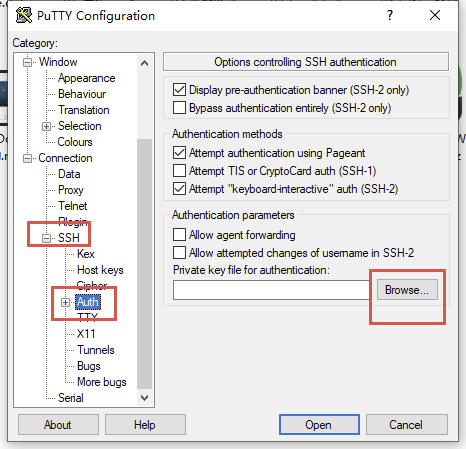 PuTTY Configuration
Category:
Window
Appearance
Behaviour
Translation
Selection
Colours
Connection
Data
Proxy
Telnet
Rlogin
SSH
Kex
Host keys
Cipher
Auth
TTY
X11
Tunnels
Bugs
More bugs
Serial
Options controlling SSH authentication
Display pre-authentication banner (SSH-2 only)
Bypass authentication entirely (SSH-2 only)
Authentication methods
Attempt authentication using Pageant
Attempt TIS or CryptoCard auth (SSH-1)
Attempt "keyboard-interactive" auth (SSH-2)
Authentication parameters
Allow agent forwarding
Allow attempted changes of username in SSH-2
Private key file for authentication:
Browse...
About
Help
Open
Cancel